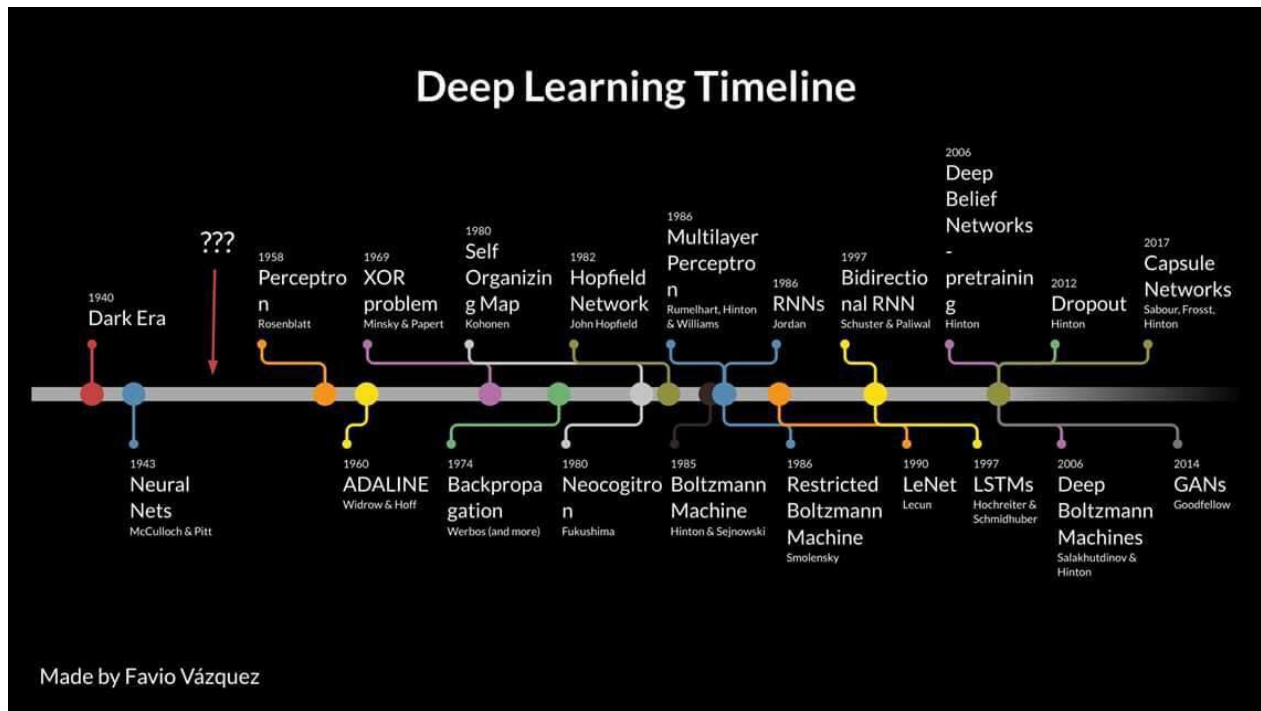 Deep Learning Timeline
???
1940
Dark Era
1958
Perceptro
n
Rosenblatt
1969
XOR
problem
Minsky & Papert
1980
Self
Organizin
g Map
Kohonen
1982
Hopfield
Network
John Hopfield
1986
Multilayer
Perceptro
n
Rumelhart, Hinton
& Williams
1986
RNNs
Jordan
1997
Bidirectio
nal RNN
Schuster & Paliwal
2006
Deep
Belief
Networks
-
pretrainin
g
Hinton
2012
Dropout
Hinton
2017
Capsule
Networks
Sabour, Frosst,
Hinton
1943
Neural
Nets
McCulloch & Pitt
1960
ADALINE
Widrow & Hoff
1974
Backpropa
gation
Werbos (and more)
1980
Neocogitro
n
Fukushima
1985
Boltzmann
Machine
Hinton & Sejnowski
1986
Restricted
Boltzmann
Machine
Smolensky
1990
LeNet
Lecun
1997
LSTMs
Hochreiter &
Schmidhuber
2006
Deep
Boltzmann
Machines
Salakhutdinov &
Hinton
2014
GANs
Goodfellow
Made by Favio Vázquez